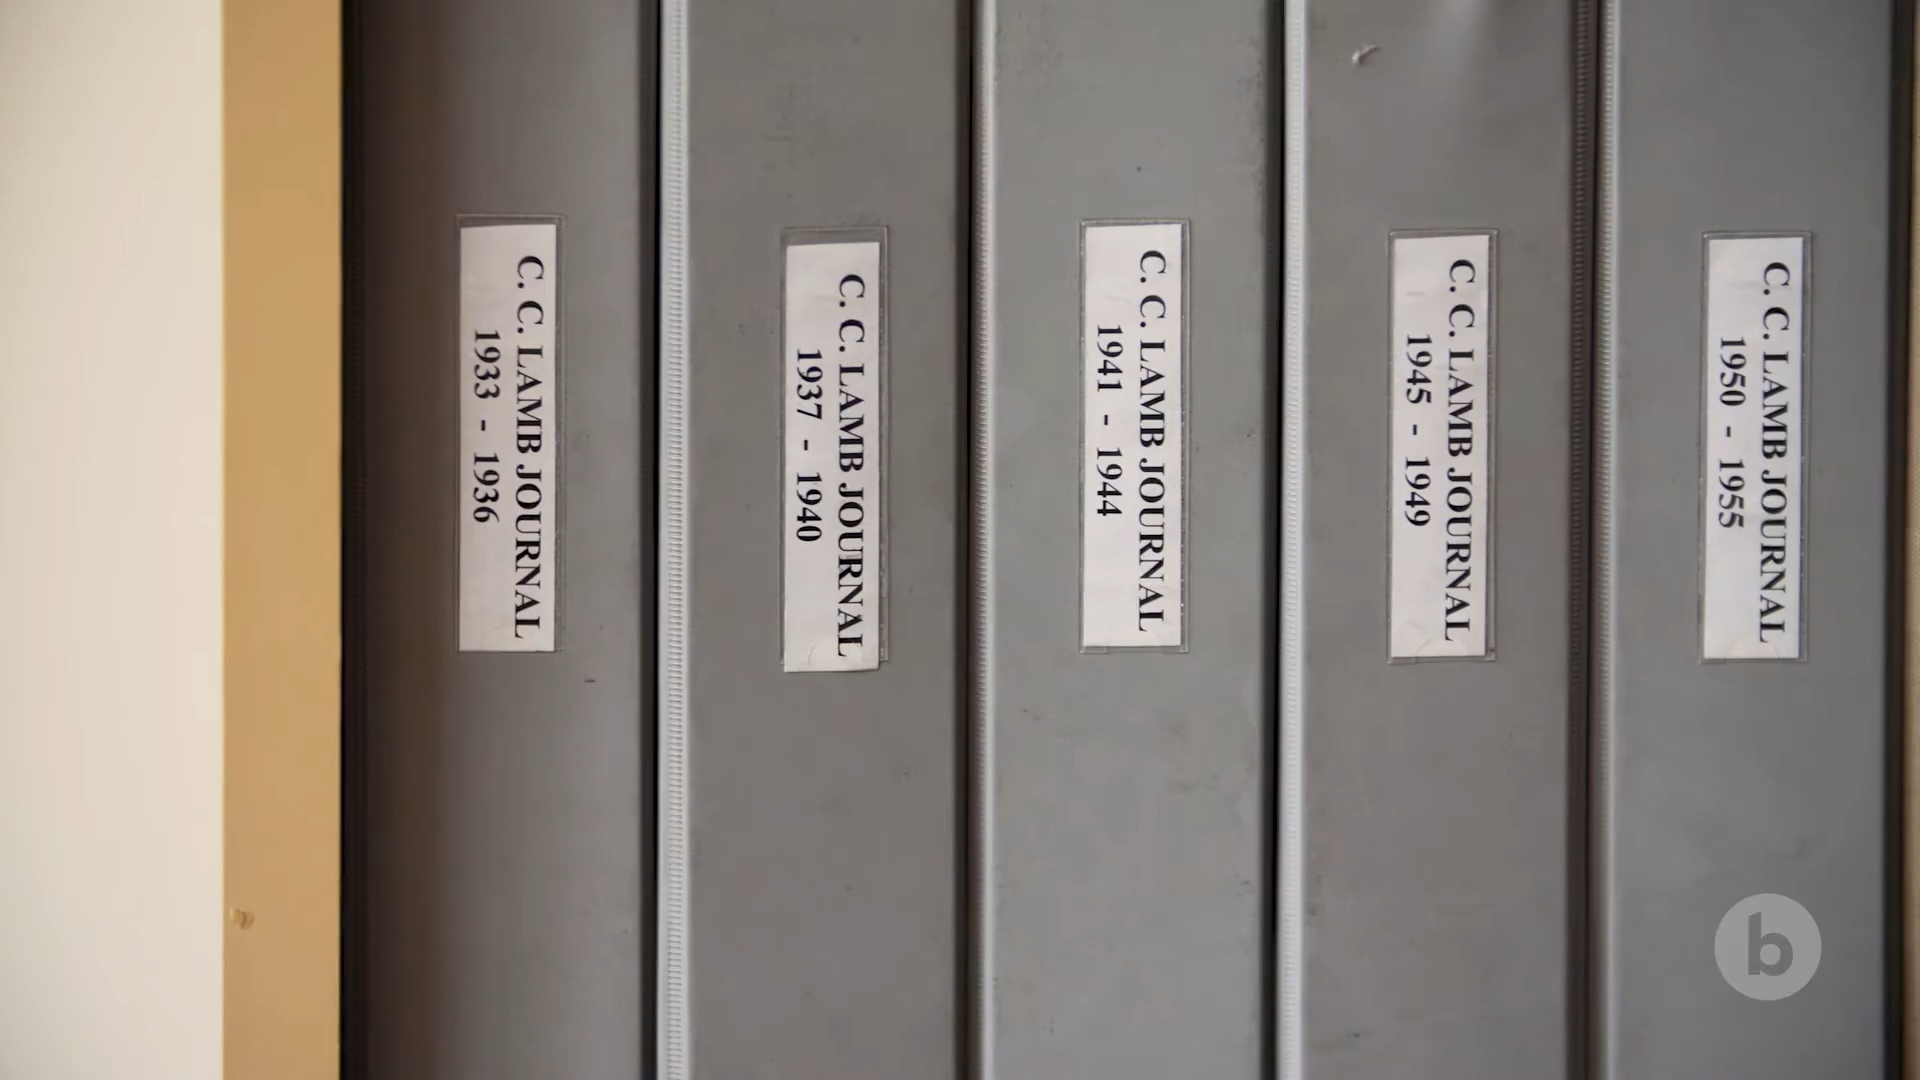 C. C. LAMB JOURNAL
1933 - 1936
C. C. LAMB JOURNAL
1937 - 1940
C. C. LAMB JOURNAL
1941 - 1944
C. C. LAMB JOURNAL
1945 - 1949
C. C. LAMB JOURNAL
1950 - 1955
b